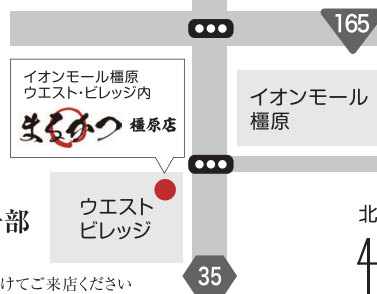 165
イオンモール橿原
ウエスト・ビレッジ内
まるかつ 橿原店
イオンモール
橿原
ウエスト
ビレッジ
部
北
35
けてご来店ください